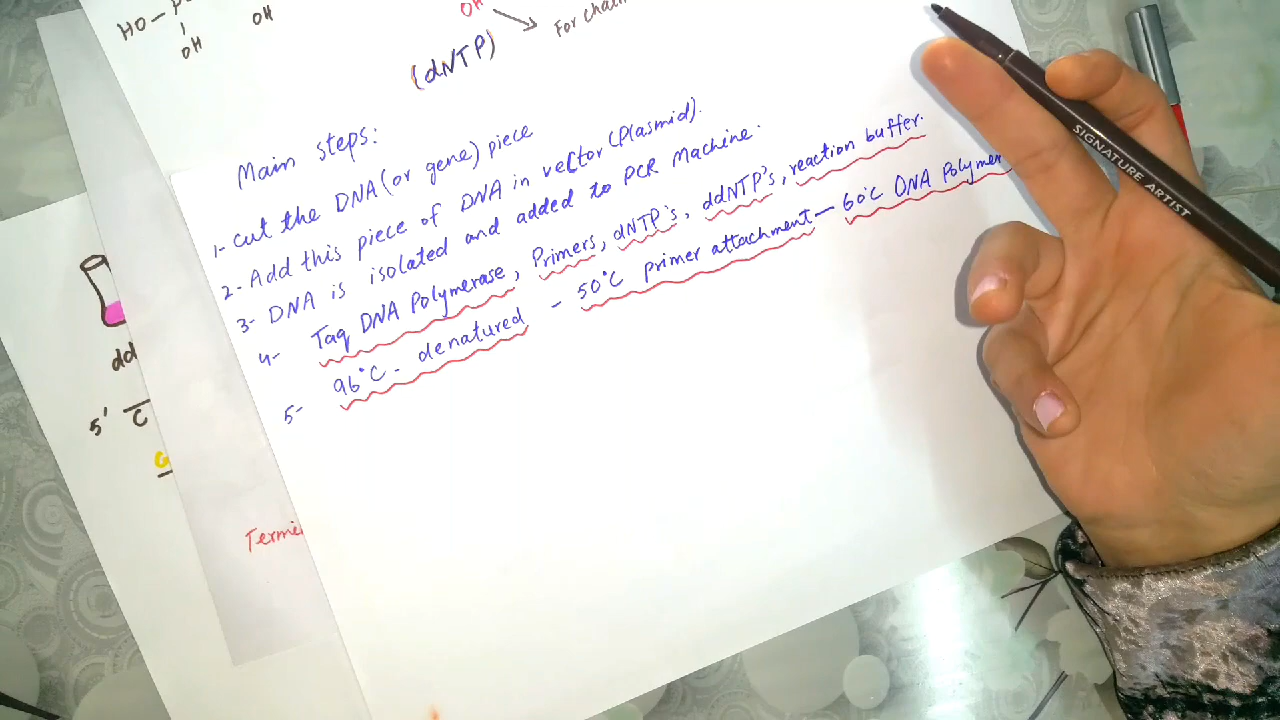 HO — P
OH
OH
OH
For chain
(dNTP)
Main steps:
1- Cut the DNA (or gene) piece
2- Add this piece of DNA in vector (Plasmid).
3- DNA is isolated and added to PCR Machine.
4- Taq DNA Polymerase, Primers, dNTP's, ddNTP's, reaction buffer.
5- 96°C - denatured - 50°C primer attachment — 60°C DNA Polymer
dd
5' C
G
Termi
SIGNATURE ARTIST